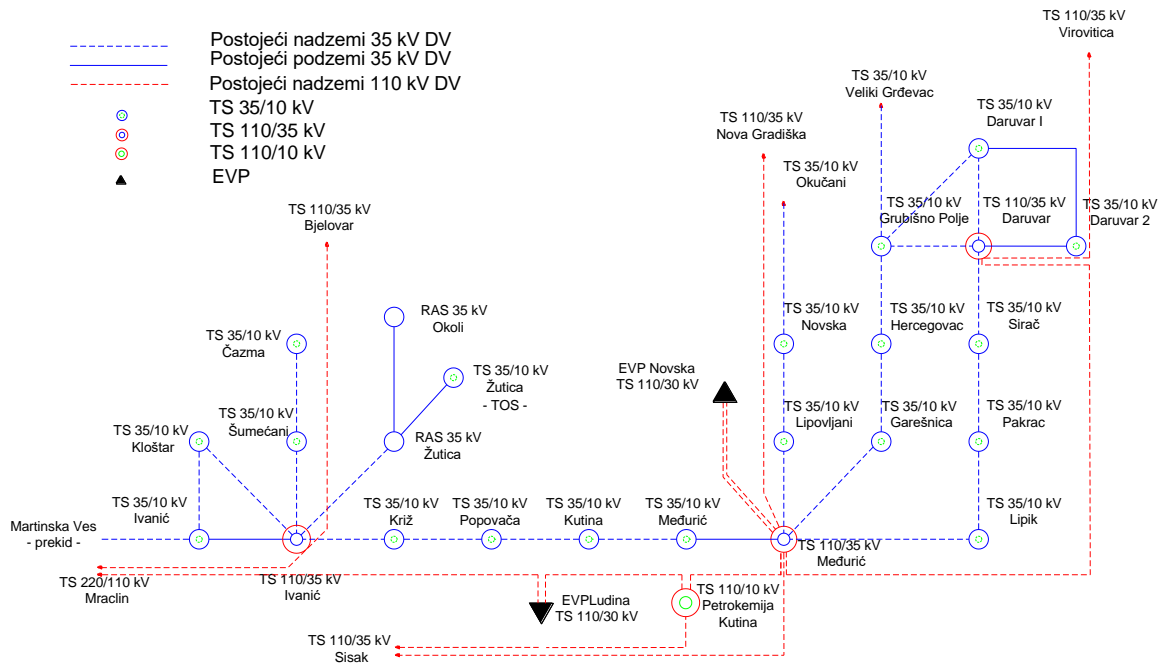 Postojeći nadzemi 35 kV DV
Postojeći podzemi 35 kV DV
Postojeći nadzemi 110 kV DV
TS 35/10 kV
TS 110/35 kV
TS 110/10 kV
EVP
TS 110/35 kV
Virovitica
TS 35/10 kV
Veliki Grđevac
TS 35/10 kV
Daruvar I
TS 110/35 kV
Nova Gradiška
TS 35/10 kV
Okučani
TS 35/10 kV
Grubišno Polje
TS 110/35 kV
Daruvar
TS 35/10 kV
Daruvar 2
TS 110/35 kV
Bjelovar
RAS 35 kV
Okoli
TS 35/10 kV
Čazma
TS 35/10 kV
Žutica
- TOS -
TS 35/10 kV
Novska
TS 35/10 kV
Hercegovac
TS 35/10 kV
Sirač
EVP Novska
TS 110/30 kV
TS 35/10 kV
Kloštar
TS 35/10 kV
Šumećani
RAS 35 kV
Žutica
TS 35/10 kV
Lipovljani
TS 35/10 kV
Garešnica
TS 35/10 kV
Pakrac
Martinska Ves
- prekid -
TS 35/10 kV
Ivanić
TS 35/10 kV
Križ
TS 35/10 kV
Popovača
TS 35/10 kV
Kutina
TS 35/10 kV
Međurić
TS 35/10 kV
Lipik
TS 110/35 kV
Međurić
TS 220/110 kV
Mraclin
TS 110/35 kV
Ivanić
EVPLudina
TS 110/30 kV
TS 110/10 kV
Petrokemija
Kutina
TS 110/35 kV
Sisak